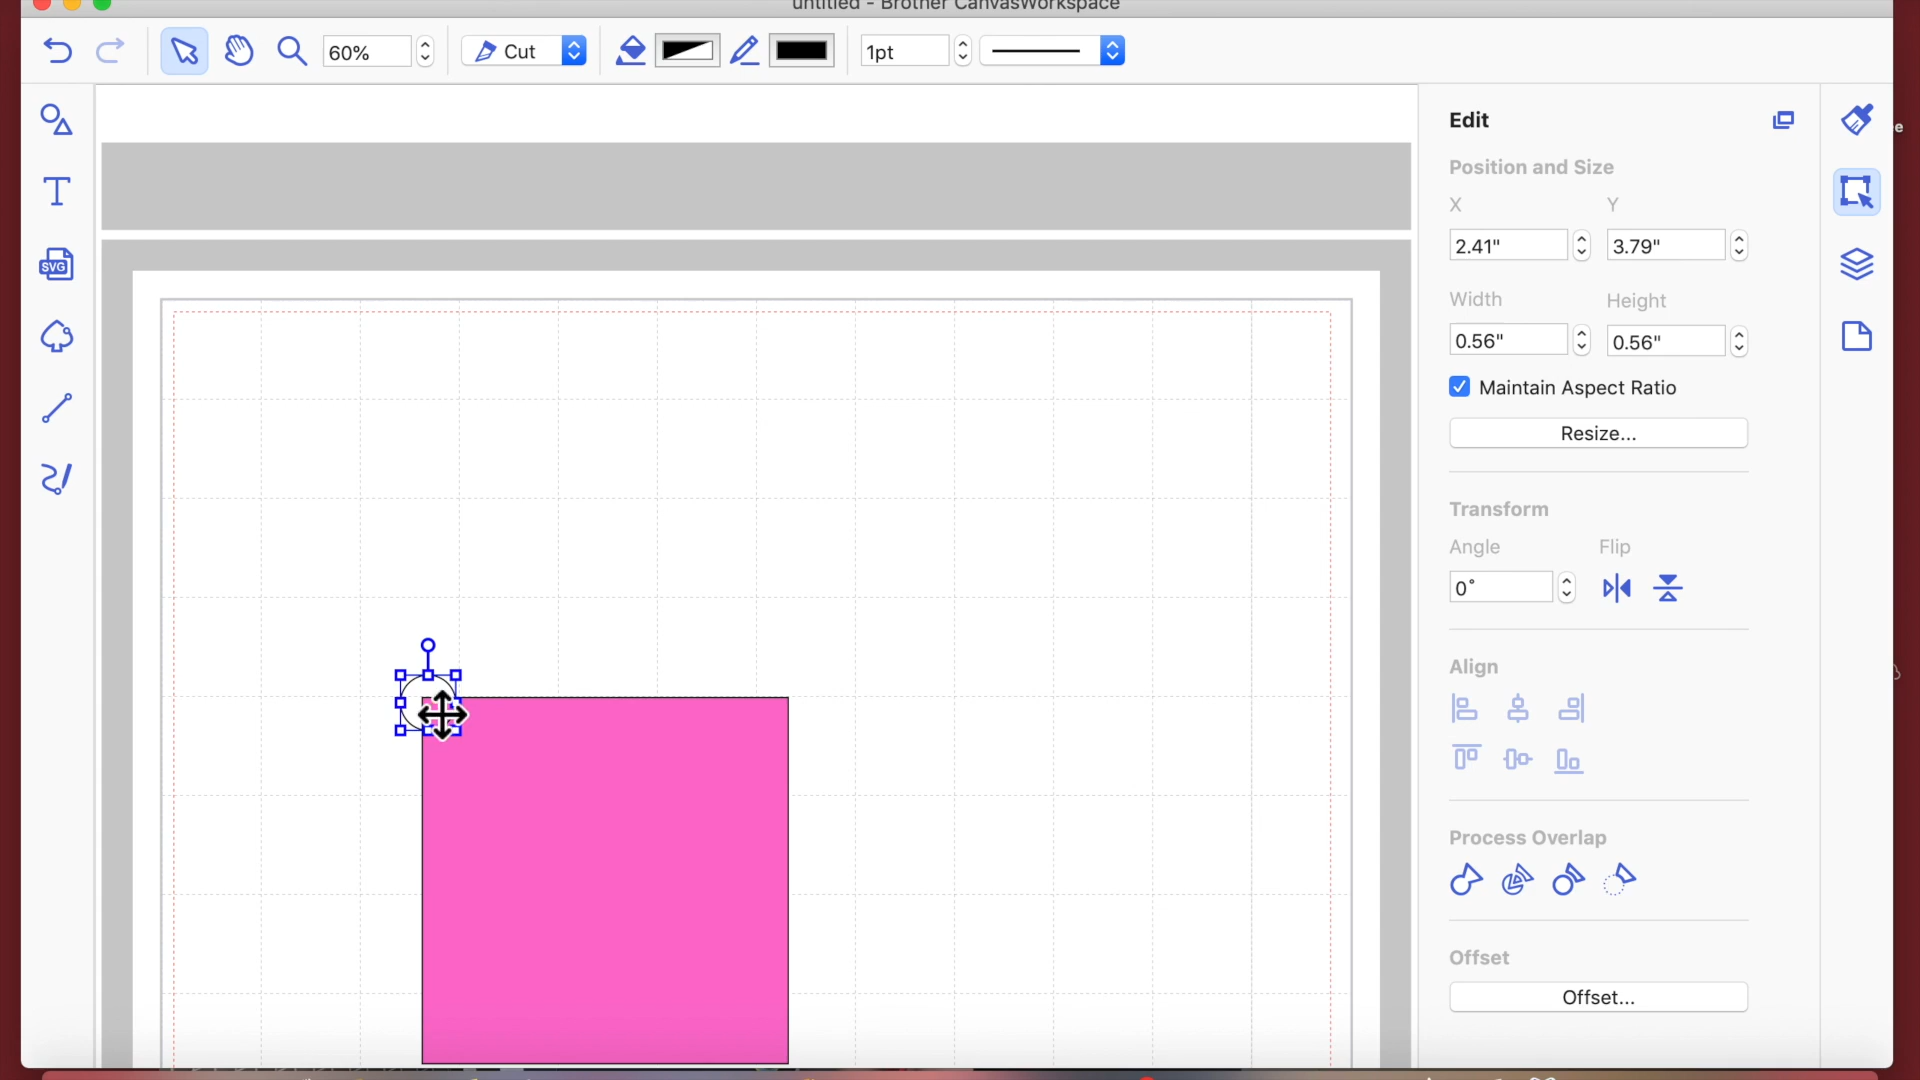 untitled - Brother CanvasWorkspace
60%
Cut
1pt
SVG
Edit
Position and Size
X
Y
2.41"
3.79"
Width
Height
0.56"
0.56"
Maintain Aspect Ratio
Resize...
Transform
Angle
Flip
0°
Align
Process Overlap
Offset
Offset...